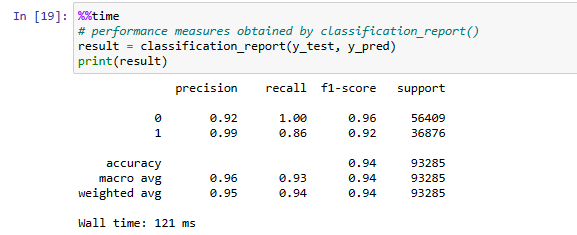 In [19]: %%time
# performance measures obtained by classification_report()
result = classification_report(y_test, y_pred)
print(result)
precision recall f1-score support
0 0.92 1.00 0.96 56409
1 0.99 0.86 0.92 36876
accuracy 0.94 93285
macro avg 0.96 0.93 0.94 93285
weighted avg 0.95 0.94 0.94 93285
Wall time: 121 ms